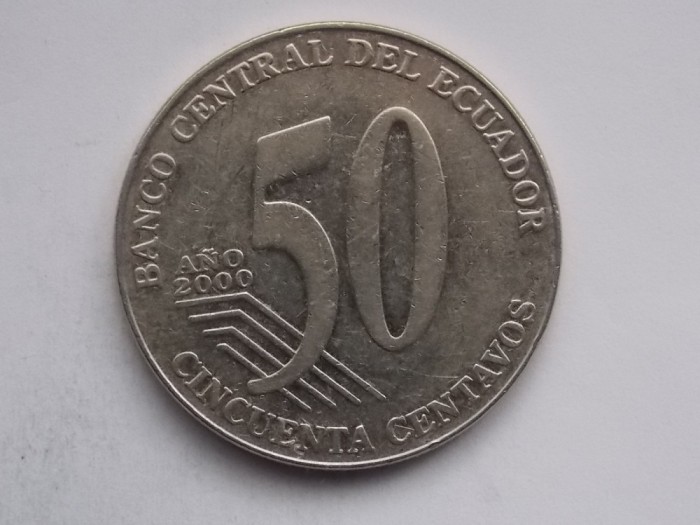 BANCO CENTRAL DEL ECUADOR
50
AÑO
2000
CINCUENTA CENTAVOS